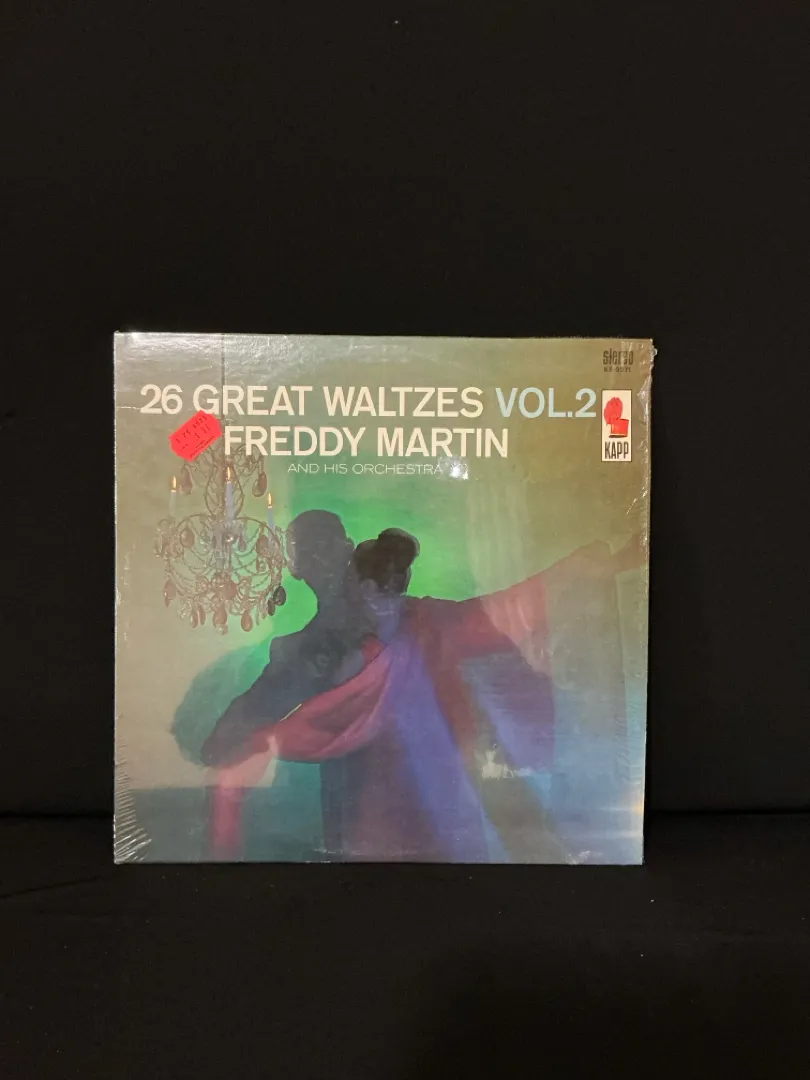 stereo
26 GREAT WALTZES VOL.2
FREDDY MARTIN
AND HIS ORCHESTRA
KAPP